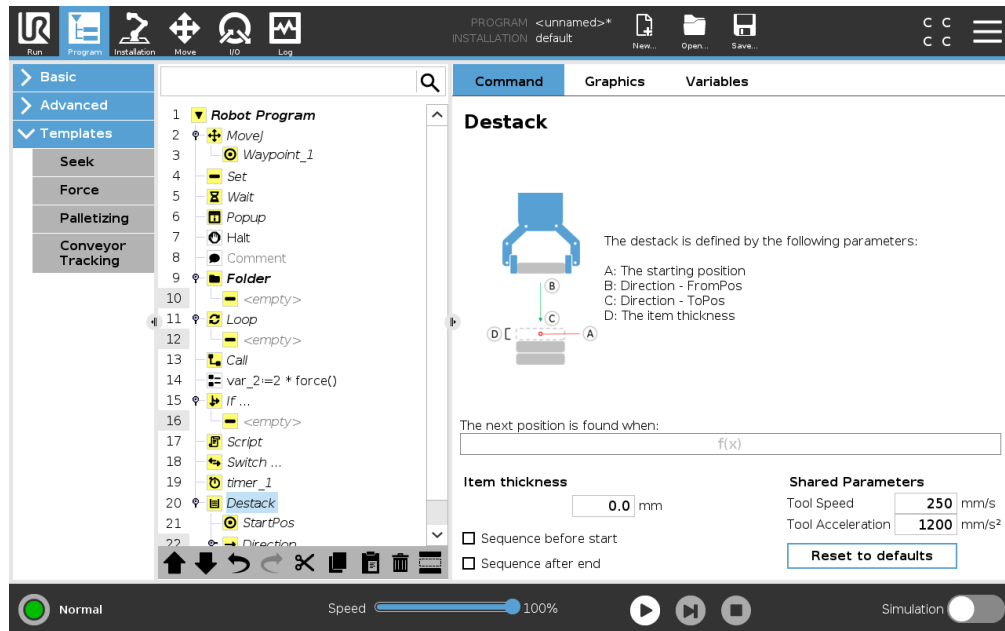 PROGRAM <unnamed>*
INSTALLATION default
Run Program Installation Move I/O Log New... Open... Save...
C C
C C
Basic
Advanced
Templates
Seek
Force
Palletizing
Conveyor
Tracking
1 Robot Program
2 MoveJ
3 Waypoint_1
4 Set
5 Wait
6 Popup
7 Halt
8 Comment
9 Folder
10 <empty>
11 Loop
12 <empty>
13 Call
14 var_2:=2 * force()
15 If ...
16 <empty>
17 Script
18 Switch ...
19 timer_1
20 Destack
21 StartPos
22 Direction
Command Graphics Variables
Destack
B
C
D
A
The destack is defined by the following parameters:
A: The starting position
B: Direction - FromPos
C: Direction - ToPos
D: The item thickness
The next position is found when:
f(x)
Item thickness
0.0 mm
Sequence before start
Sequence after end
Shared Parameters
Tool Speed 250 mm/s
Tool Acceleration 1200 mm/s²
Reset to defaults
Normal
Speed 100%
Simulation